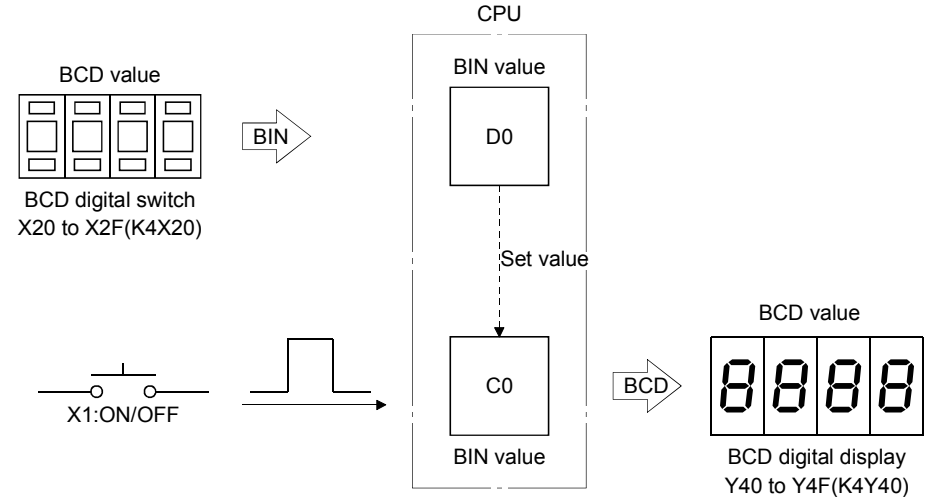 CPU
BCD value
BIN value
BIN
D0
BCD digital switch
X20 to X2F(K4X20)
Set value
BCD value
X1:ON/OFF
C0
BCD
8888
BIN value
BCD digital display
Y40 to Y4F(K4Y40)